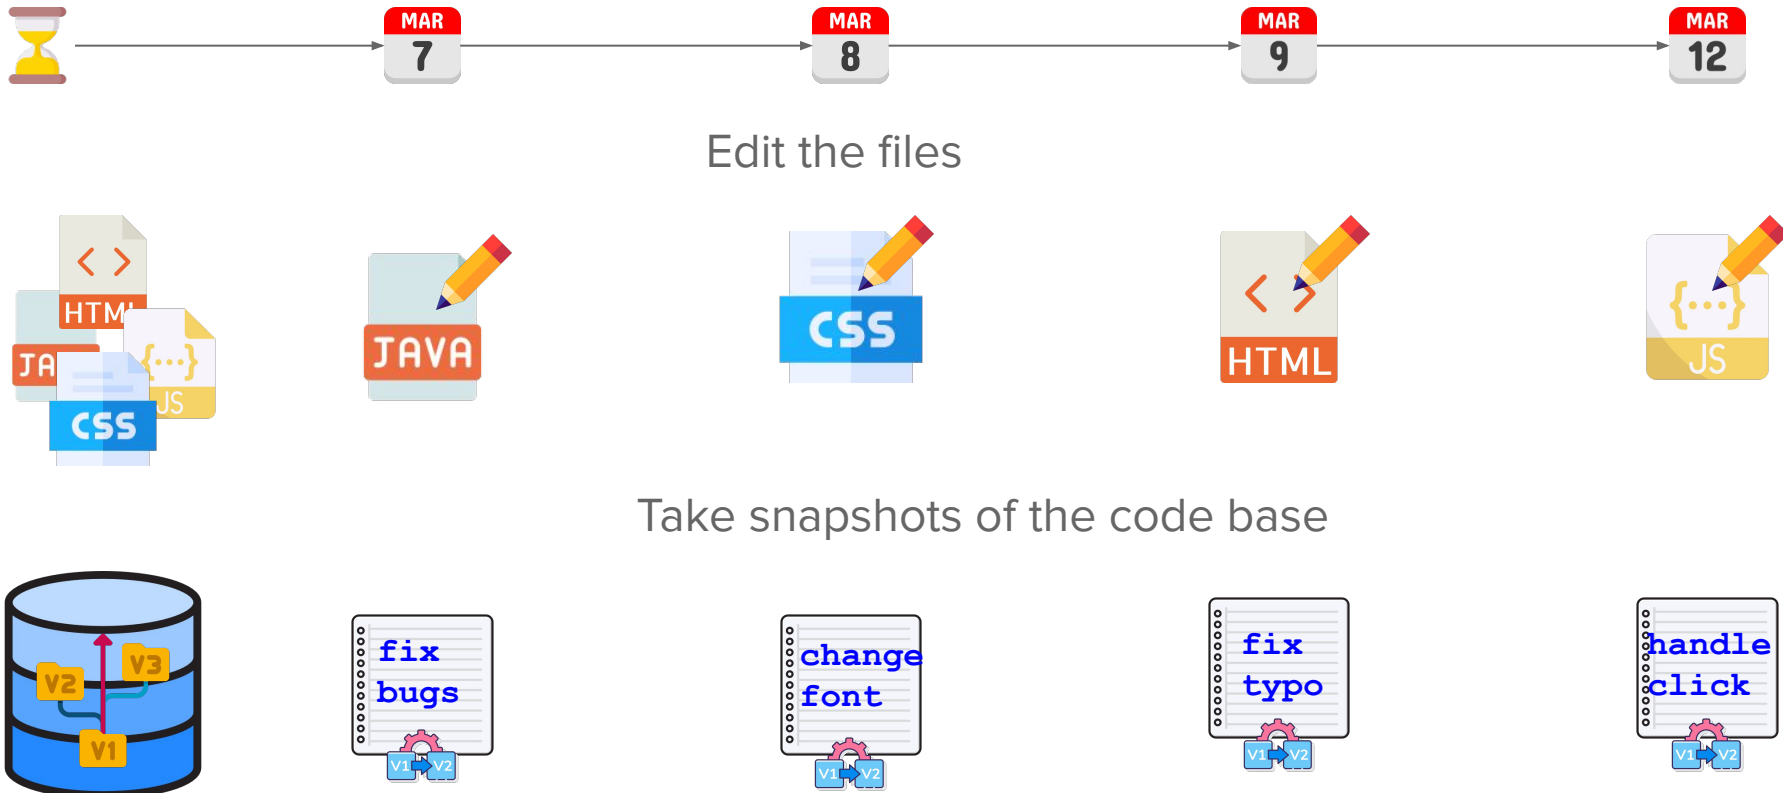 MAR
7
MAR
8
MAR
9
MAR
12
Edit the files
HTML
JA
{...}
JS
CSS
JAVA
CSS
< >
HTML
{...}
JS
Take snapshots of the code base
V3
V2
V1
fix
bugs
V1 V2
change
font
V1 V2
fix
typo
V1 V2
handle
click
V1 V2